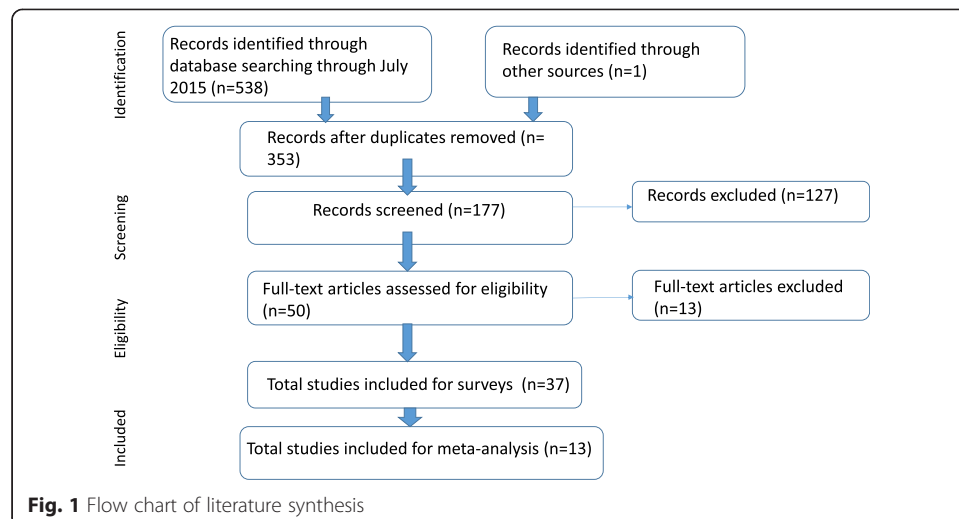 Identification
Records identified through
database searching through July
2015 (n=538)
Records identified through
other sources (n=1)
Records after duplicates removed (n=
353)
Screening
Records screened (n=177)
Records excluded (n=127)
Eligibility
Full-text articles assessed for eligibility
(n=50)
Full-text articles excluded
(n=13)
Included
Total studies included for surveys (n=37)
Total studies included for meta-analysis (n=13)
Fig. 1 Flow chart of literature synthesis